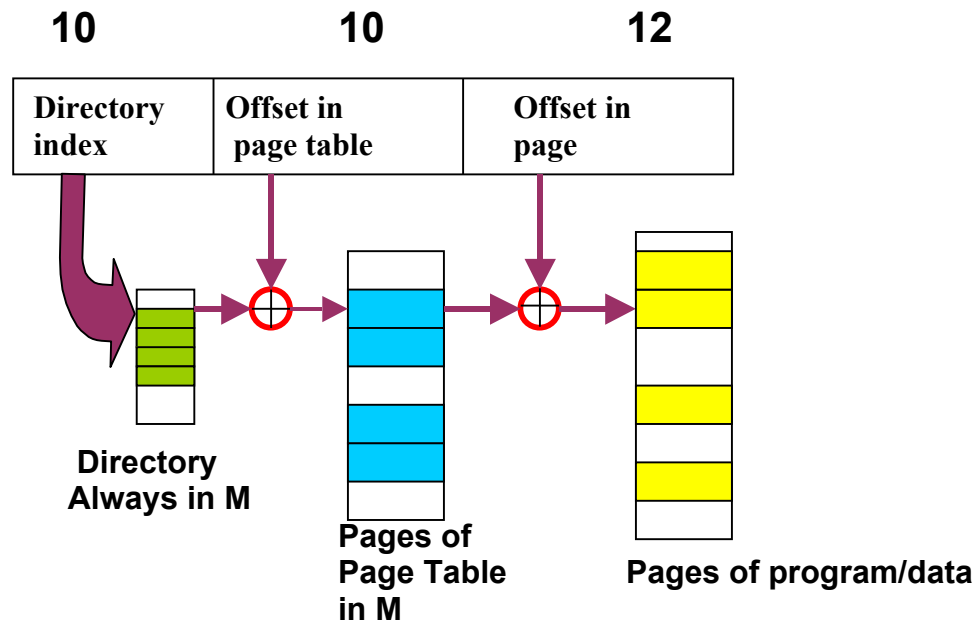 10 10 12
Directory index
Offset in page table
Offset in page
Directory
Always in M
Pages of
Page Table
in M
Pages of program/data